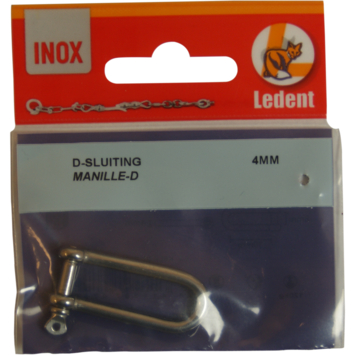 INOX
Ledent
D-SLUITING 4MM
MANILLE-D